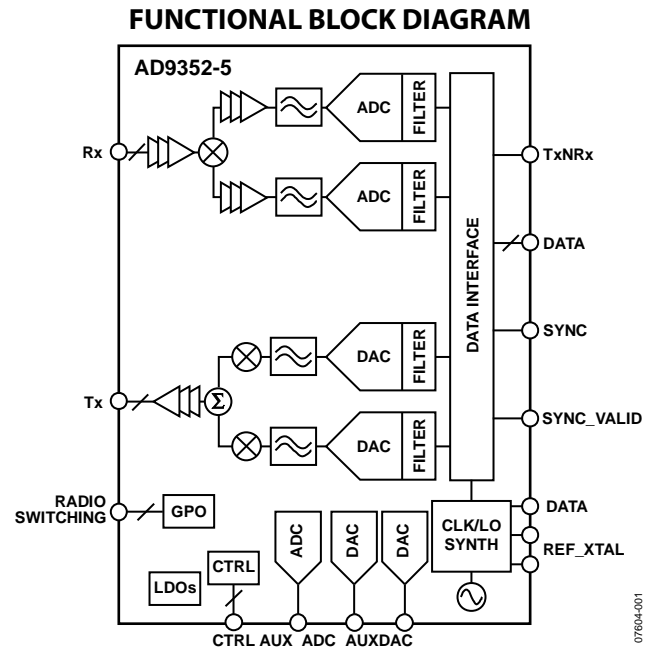 FUNCTIONAL BLOCK DIAGRAM
AD9352-5
ADC
FILTER
Rx
TxNRx
ADC
FILTER
DATA
DATA INTERFACE
SYNC
DAC
FILTER
Tx
Σ
SYNC_VALID
DAC
FILTER
RADIO
SWITCHING
GPO
DATA
CLK/LO
SYNTH
REF_XTAL
ADC
DAC
DAC
CTRL
LDOs
CTRL AUX ADC AUXDAC
07604-001